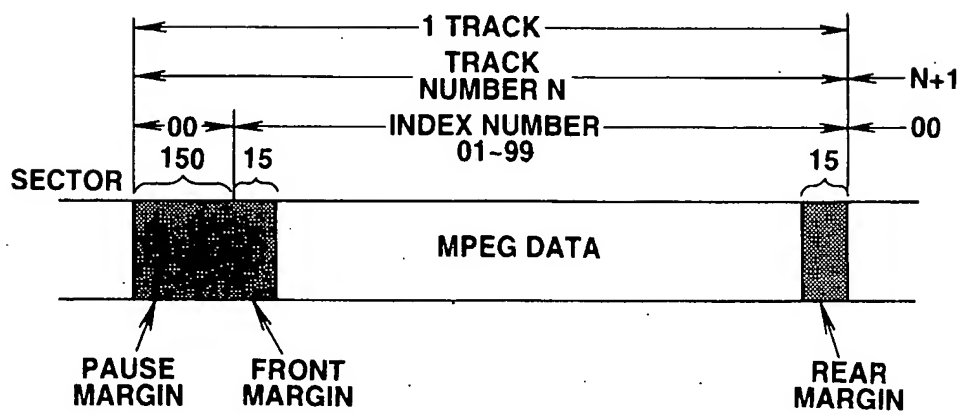 1 TRACK
TRACK
NUMBER N
N+1
00
INDEX NUMBER
01~99
00
150
15
15
SECTOR
MPEG DATA
PAUSE
MARGIN
FRONT
MARGIN
REAR
MARGIN